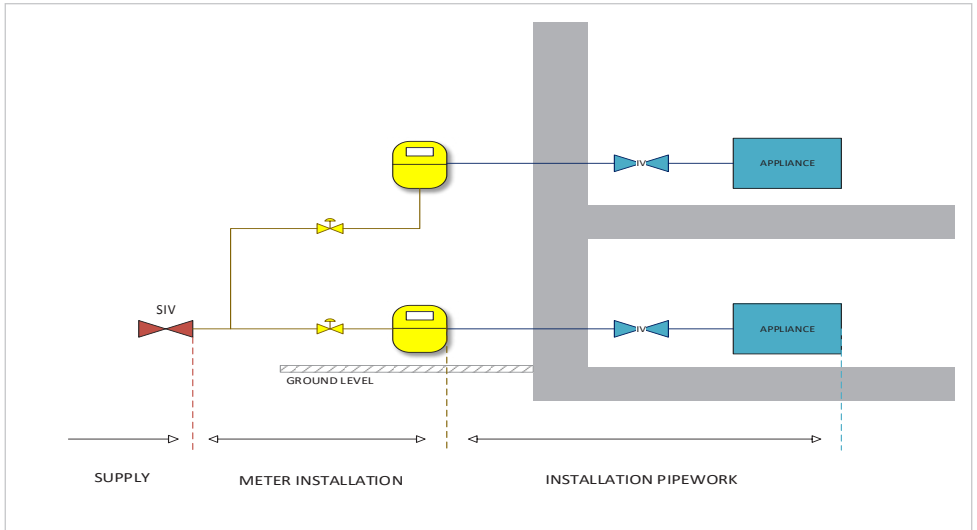 IV
APPLIANCE
SIV
IV
APPLIANCE
GROUND LEVEL
SUPPLY
METER INSTALLATION
INSTALLATION PIPEWORK